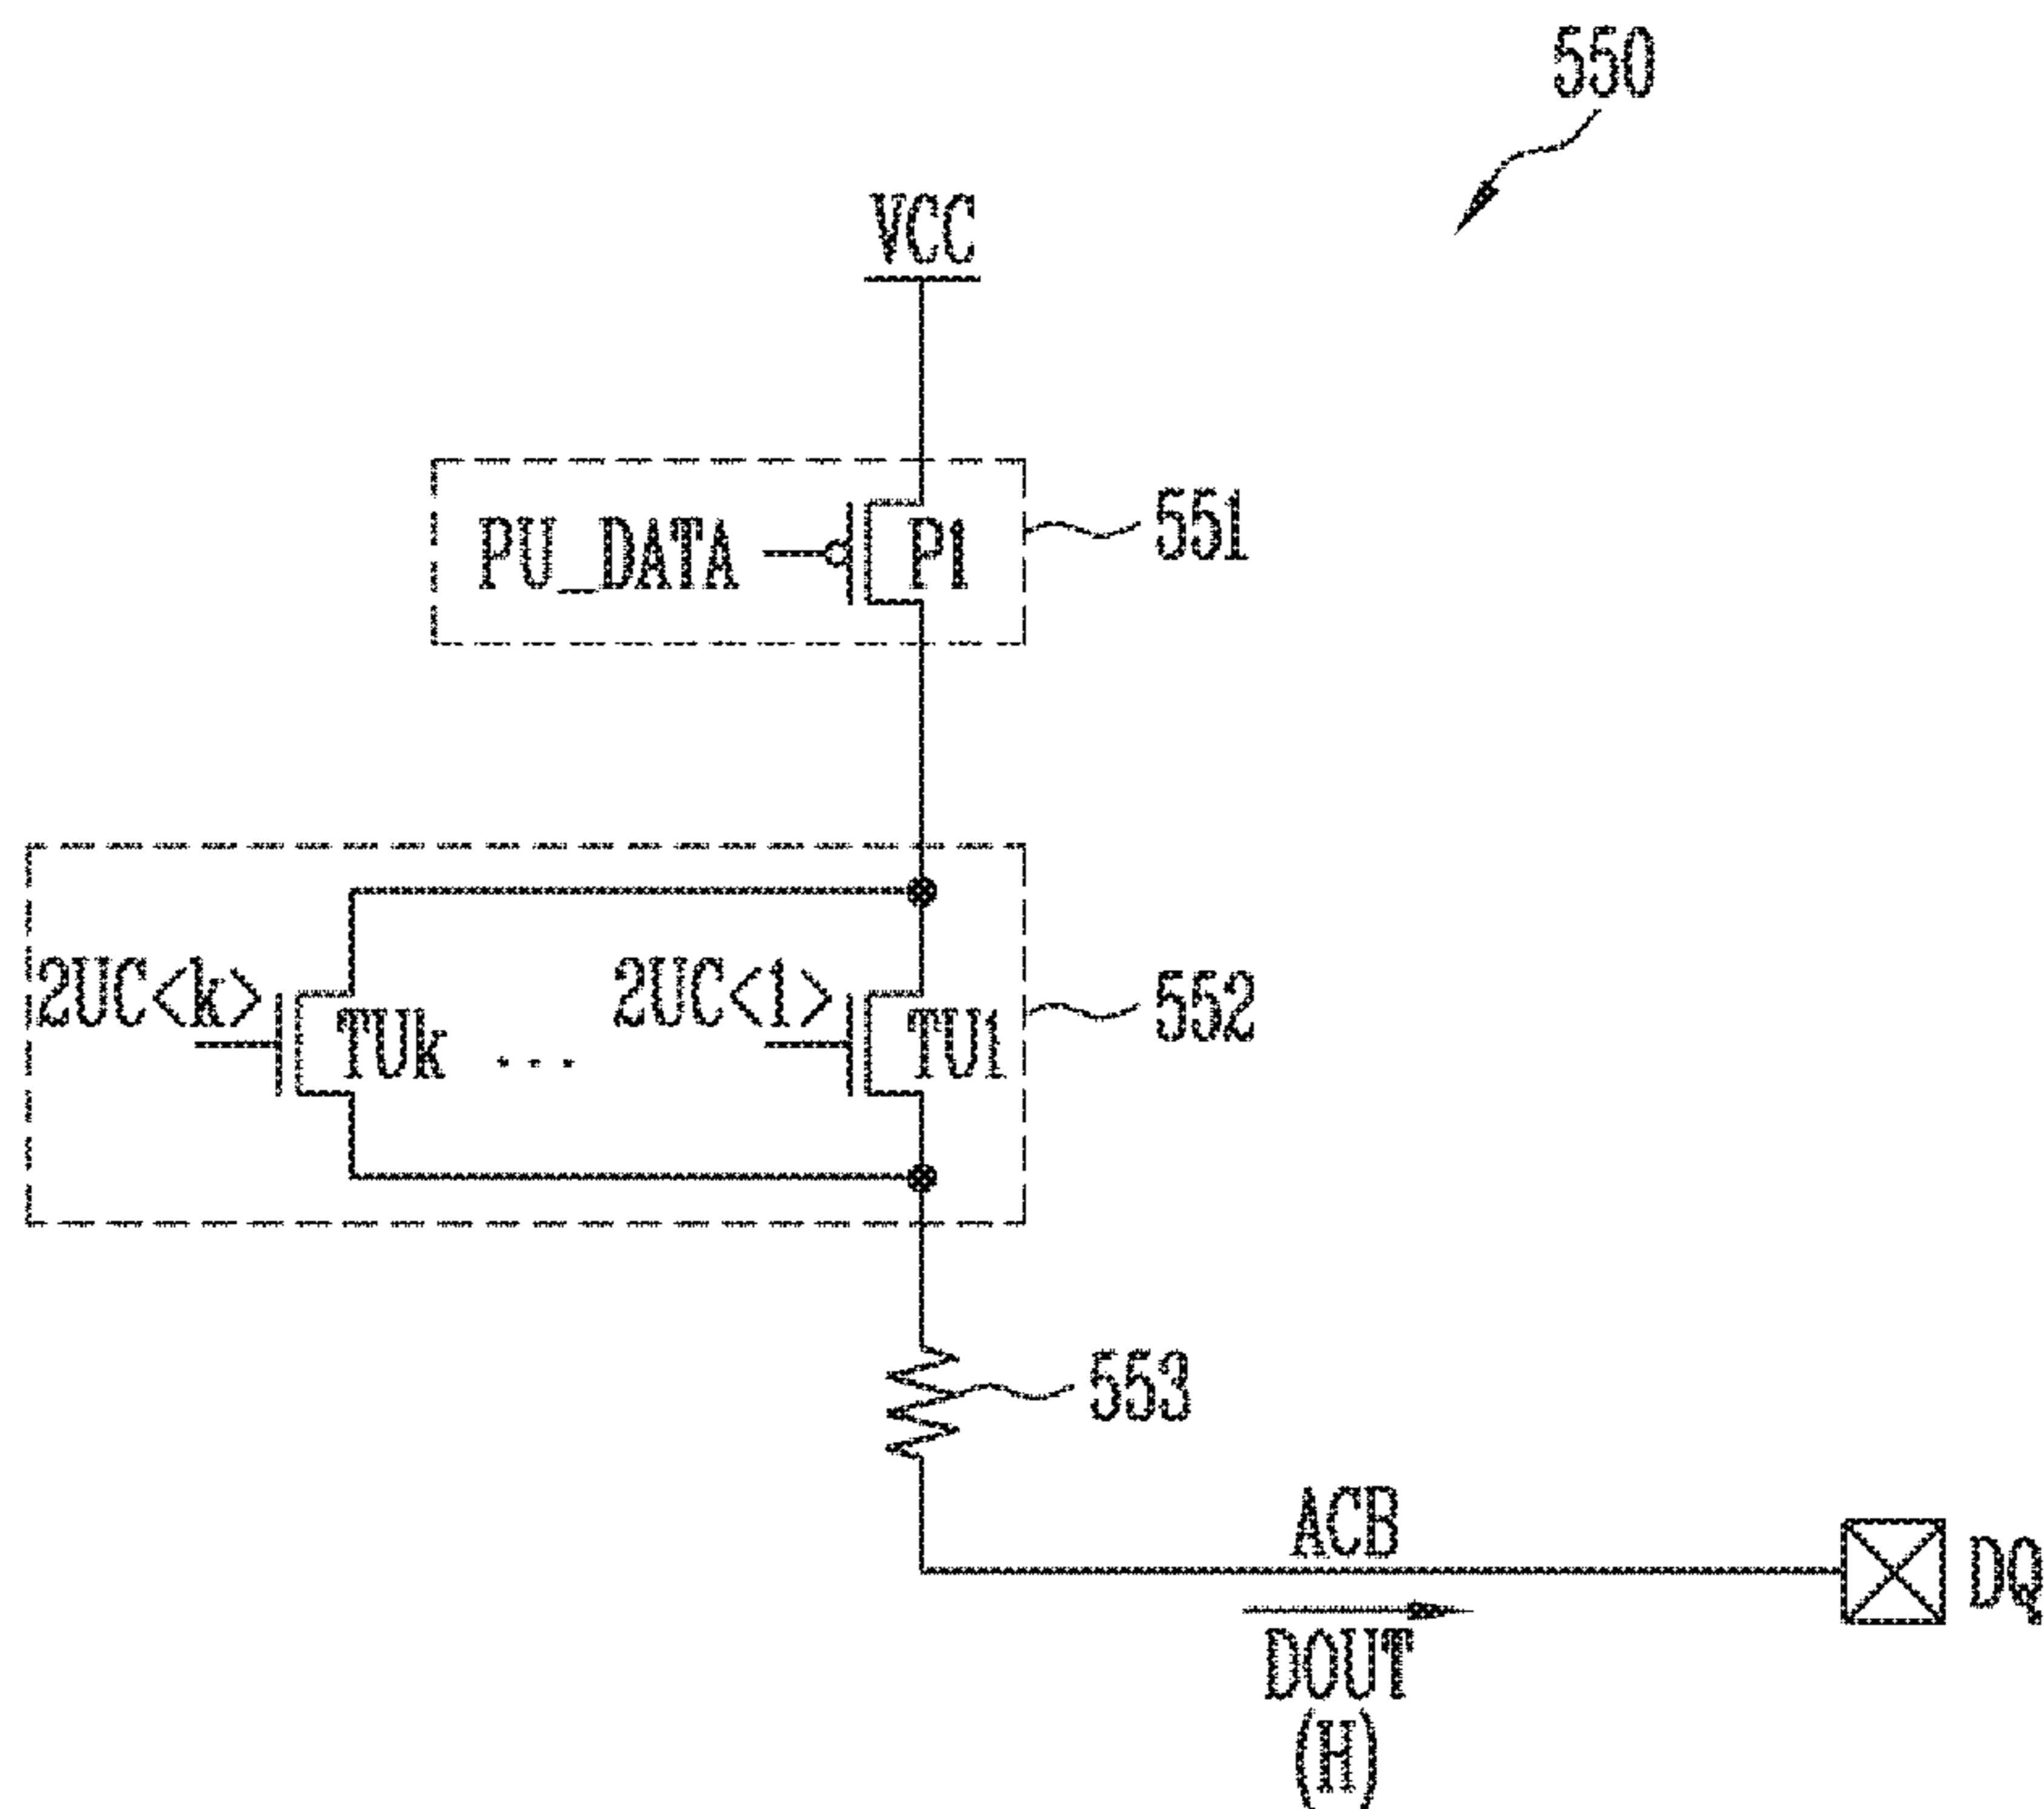 550
VCC
PU_DATA
P1
551
2UC<k>
TUk
...
2UC<1>
TU1
552
553
ACB
DQ
DOUT
(H)